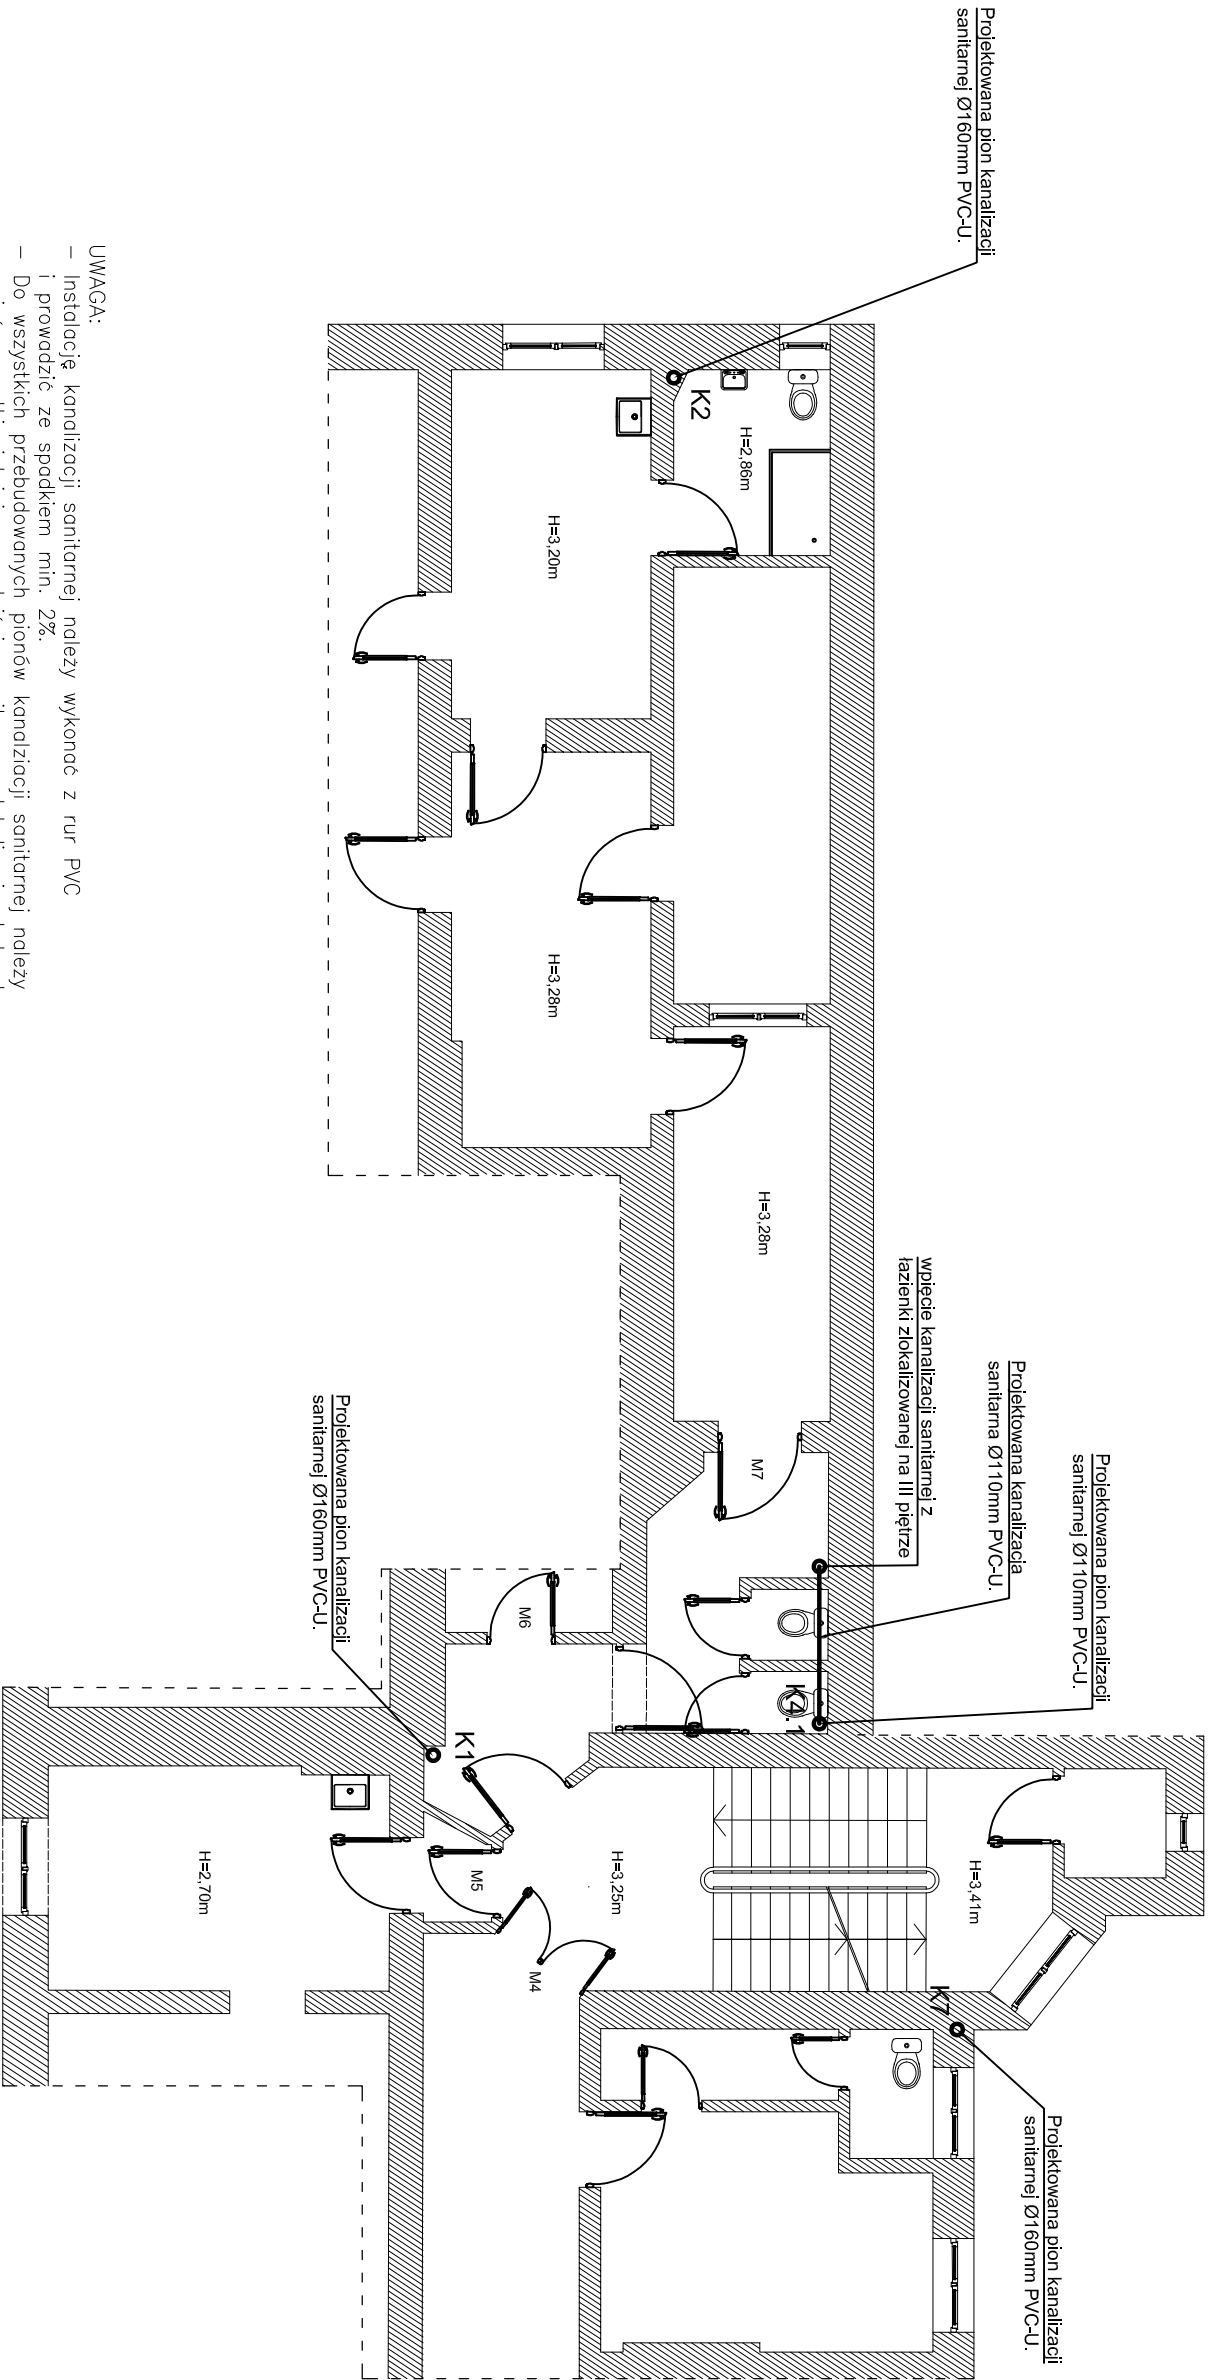 Projektowana pion kanalizacji
sanitarnej Ø160mm PVC-U.
K2
H=2,86m
H=3,20m
H=3,28m
H=3,28m
wpięcie kanalizacji sanitarnej z
łazienki zlokalizowanej na III piętrze
Projektowana kanalizacja
sanitarna Ø110mm PVC-U.
Projektowana pion kanalizacji
sanitarnej Ø110mm PVC-U.
M7
K4.1
M6
Projektowana pion kanalizacji
sanitarnej Ø160mm PVC-U.
K1
M5
M4
H=2,70m
H=3,25m
H=3,41m
K7
Projektowana pion kanalizacji
sanitarnej Ø160mm PVC-U.
UWAGA:
– Instalację kanalizacji sanitarnej należy wykonać z rur PVC
i prowadzić ze spadkiem min. 2%.
– Do wszystkich przebudowanych pionów kanalziacji sanitarnej należy